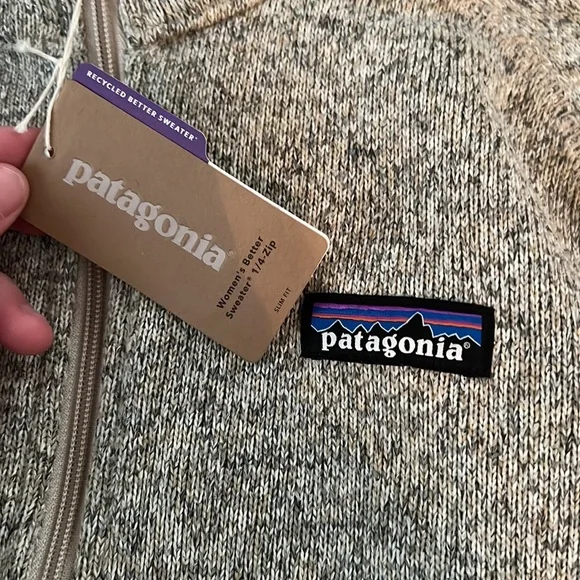 RECYCLED BETTER SWEATER®
patagonia®
Women's Better
Sweater® 1/4-Zip
SLIM FIT
patagonia®